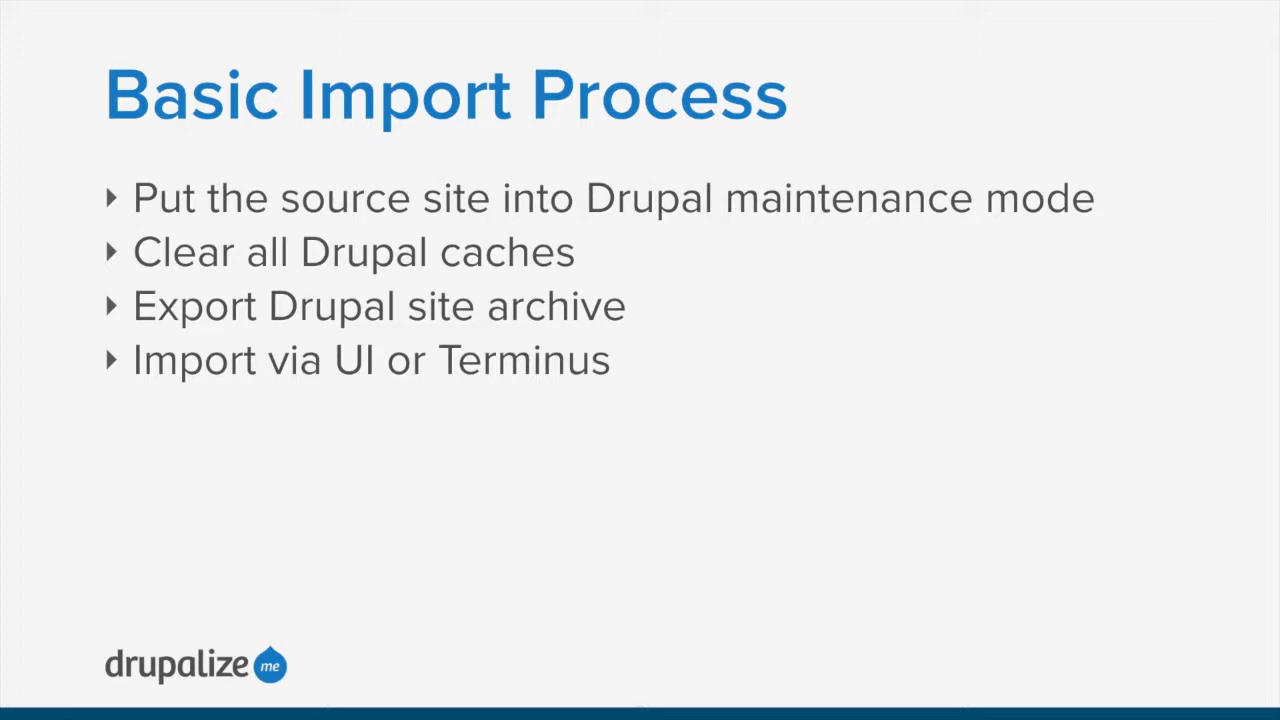 Basic Import Process
Put the source site into Drupal maintenance mode
Clear all Drupal caches
Export Drupal site archive
Import via UI or Terminus
drupalize me